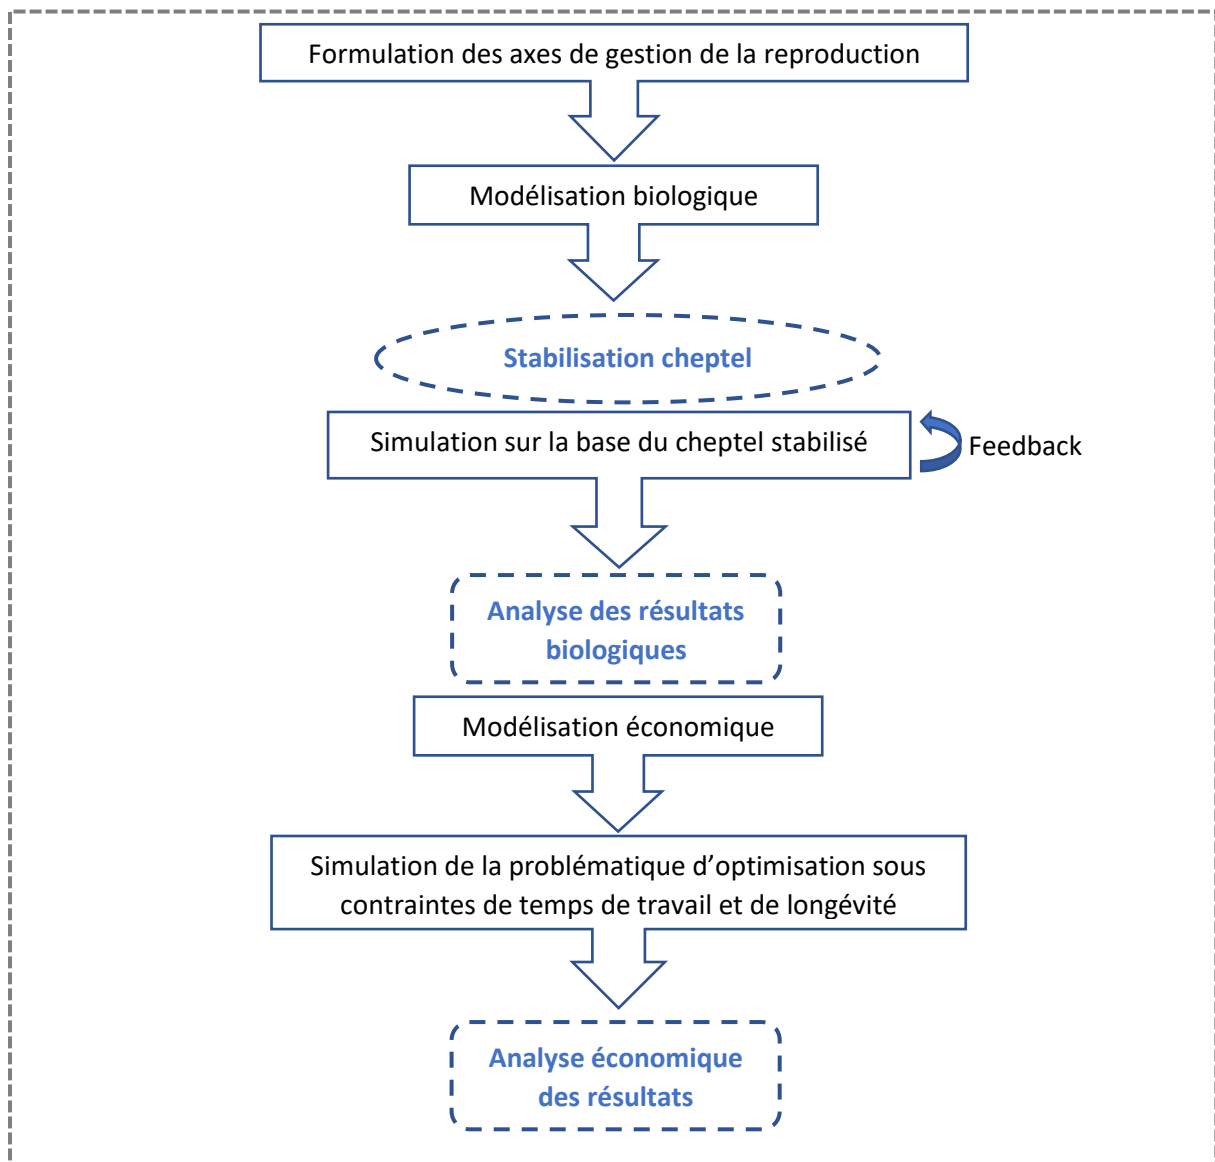 Formulation des axes de gestion de la reproduction
Modélisation biologique
Stabilisation cheptel
Simulation sur la base du cheptel stabilisé
Feedback
Analyse des résultats
biologiques
Modélisation économique
Simulation de la problématique d’optimisation sous
contraintes de temps de travail et de longévité
Analyse économique
des résultats